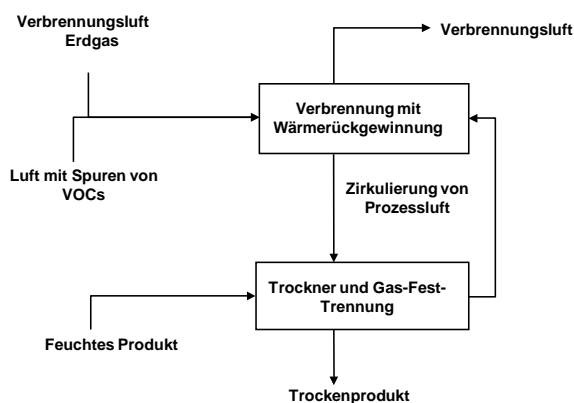 Verbrennungsluft
Erdgas
Verbrennungsluft
Verbrennung mit
Wärmerückgewinnung
Luft mit Spuren von
VOCs
Zirkulierung von
Prozessluft
Trockner und Gas-Fest-
Trennung
Feuchtes Produkt
Trockenprodukt